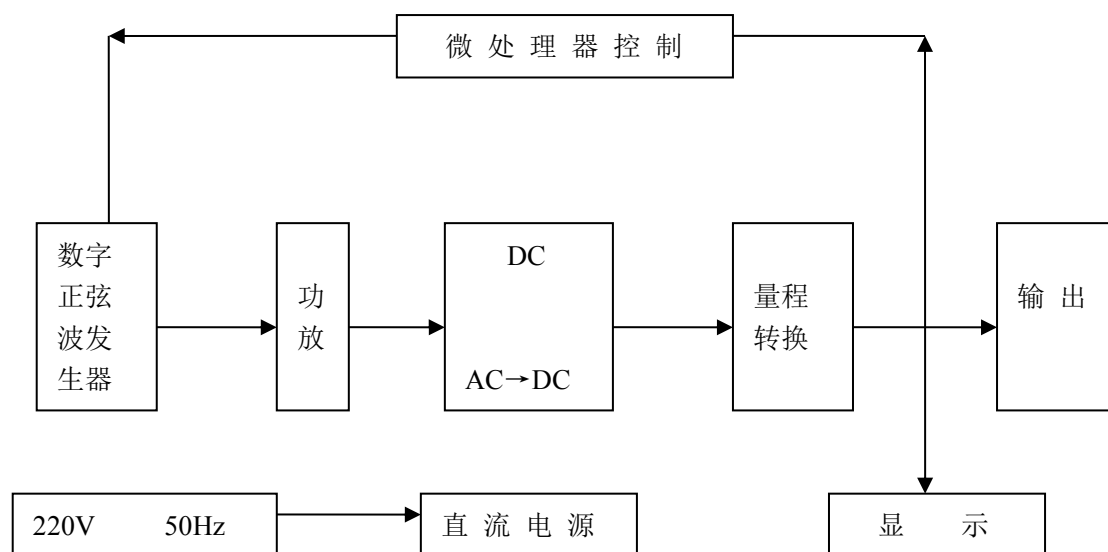 微 处 理 器 控 制
数字
正弦
波发
生器
功
放
DC
AC→DC
量程
转换
输 出
220V 50Hz
直 流 电 源
显 示